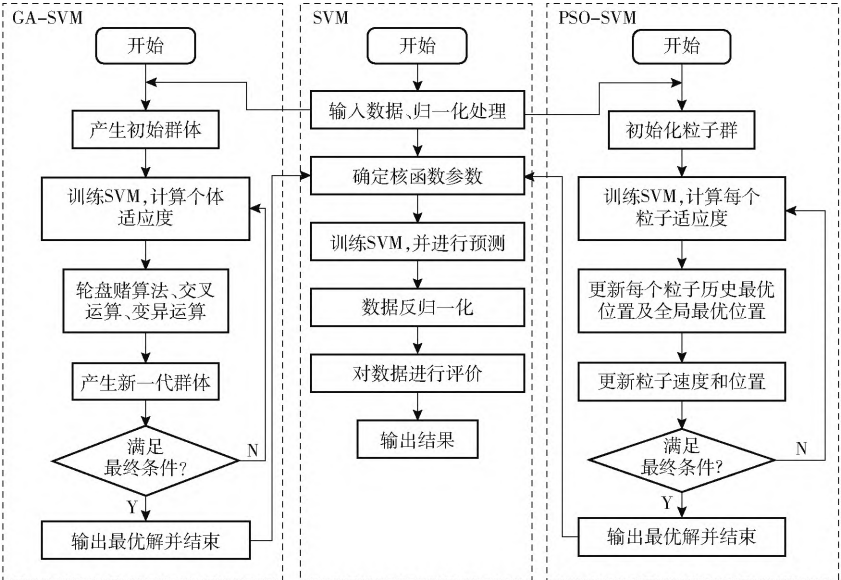 GA-SVM
开始
产生初始群体
训练SVM,计算个体
适应度
轮盘赌算法、交叉
运算、变异运算
产生新一代群体
满足
最终条件?
N
Y
输出最优解并结束
SVM
开始
输入数据、归一化处理
确定核函数参数
训练SVM,并进行预测
数据反归一化
对数据进行评价
输出结果
PSO-SVM
开始
初始化粒子群
训练SVM,计算每个
粒子适应度
更新每个粒子历史最优
位置及全局最优位置
更新粒子速度和位置
满足
最终条件?
N
Y
输出最优解并结束